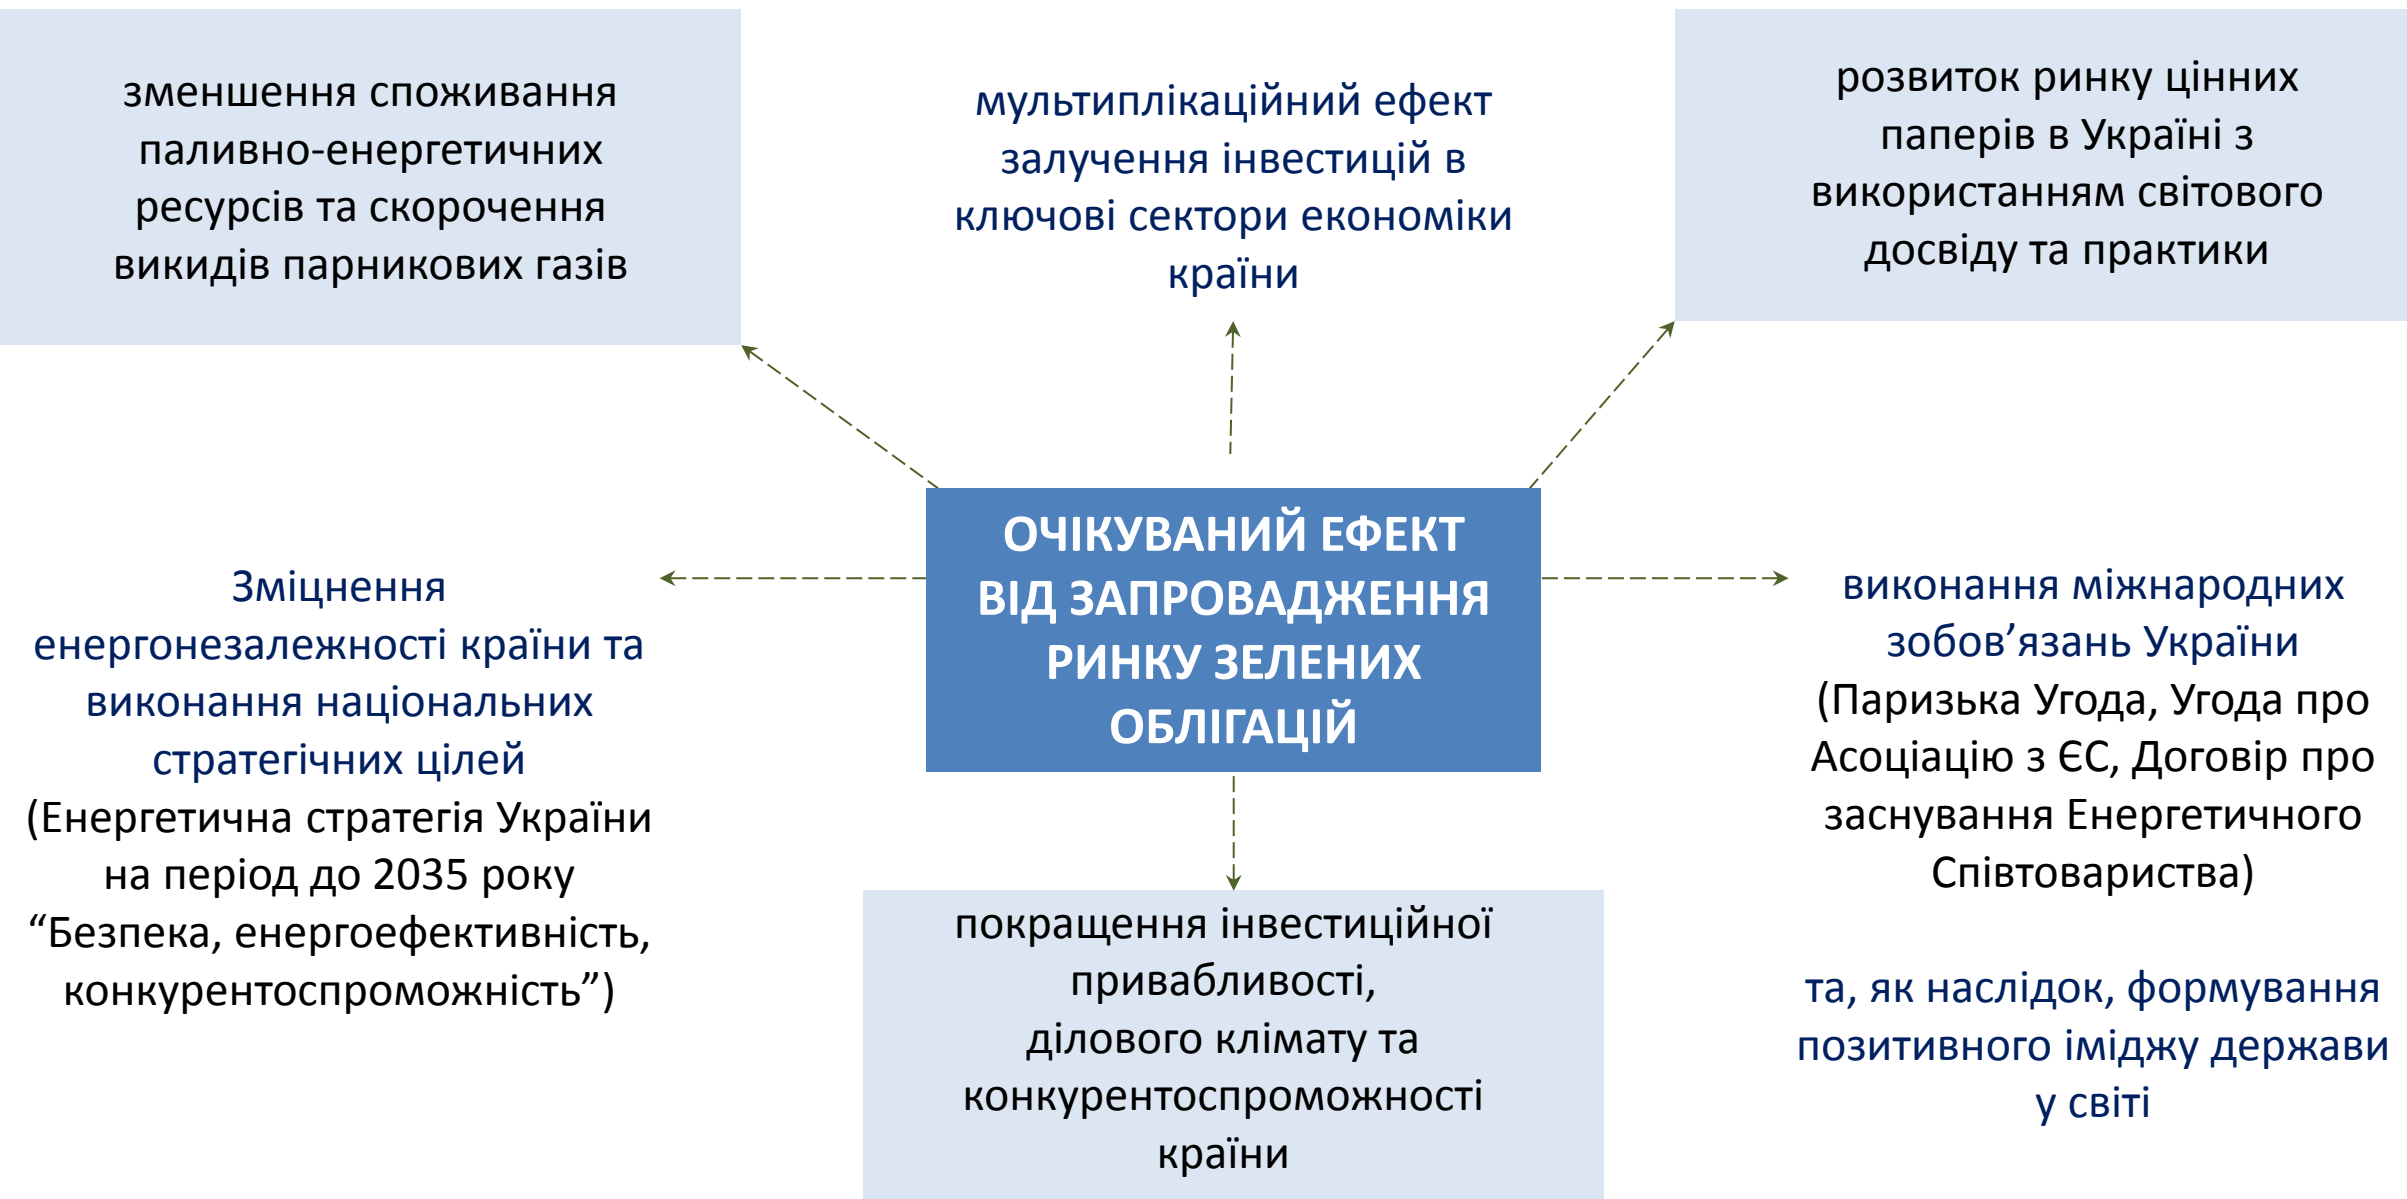 зменшення споживання
паливно-енергетичних
ресурсів та скорочення
викидів парникових газів
мультиплікаційний ефект
залучення інвестицій в
ключові сектори економіки
країни
розвиток ринку цінних
паперів в Україні з
використанням світового
досвіду та практики
ОЧІКУВАНИЙ ЕФЕКТ
ВІД ЗАПРОВАДЖЕННЯ
РИНКУ ЗЕЛЕНИХ
ОБЛІГАЦІЙ
Зміцнення
енергонезалежності країни та
виконання національних
стратегічних цілей
(Енергетична стратегія України
на період до 2035 року
“Безпека, енергоефективність,
конкурентоспроможність”)
виконання міжнародних
зобов’язань України
(Паризька Угода, Угода про
Асоціацію з ЄС, Договір про
заснування Енергетичного
Співтовариства)
та, як наслідок, формування
позитивного іміджу держави
у світі
покращення інвестиційної
привабливості,
ділового клімату та
конкурентоспроможності
країни